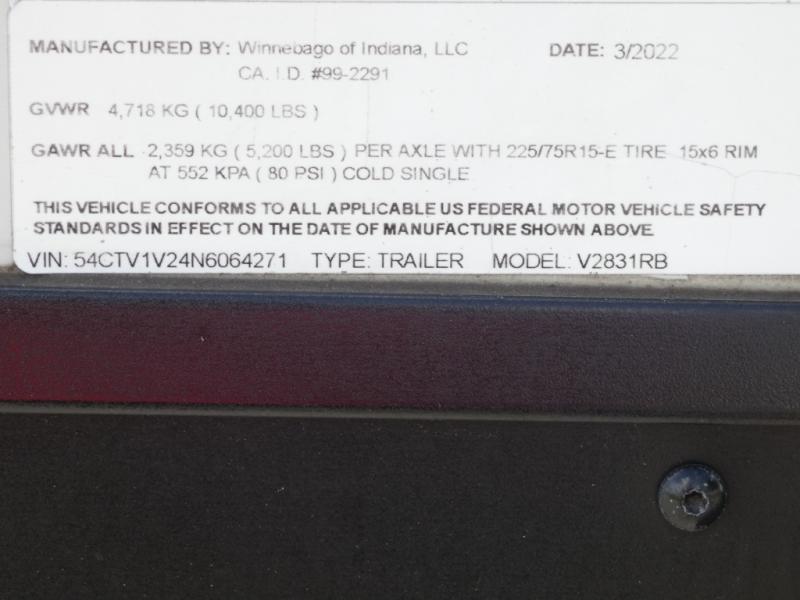 MANUFACTURED BY: Winnebago of Indiana, LLC DATE: 3/2022
CA. I.D. #99-2291
GVWR 4,718 KG ( 10,400 LBS )
GAWR ALL 2,359 KG ( 5,200 LBS ) PER AXLE WITH 225/75R15-E TIRE 15x6 RIM
AT 552 KPA ( 80 PSI ) COLD SINGLE
THIS VEHICLE CONFORMS TO ALL APPLICABLE US FEDERAL MOTOR VEHICLE SAFETY
STANDARDS IN EFFECT ON THE DATE OF MANUFACTURE SHOWN ABOVE
VIN: 54CTV1V24N6064271 TYPE: TRAILER MODEL: V2831RB